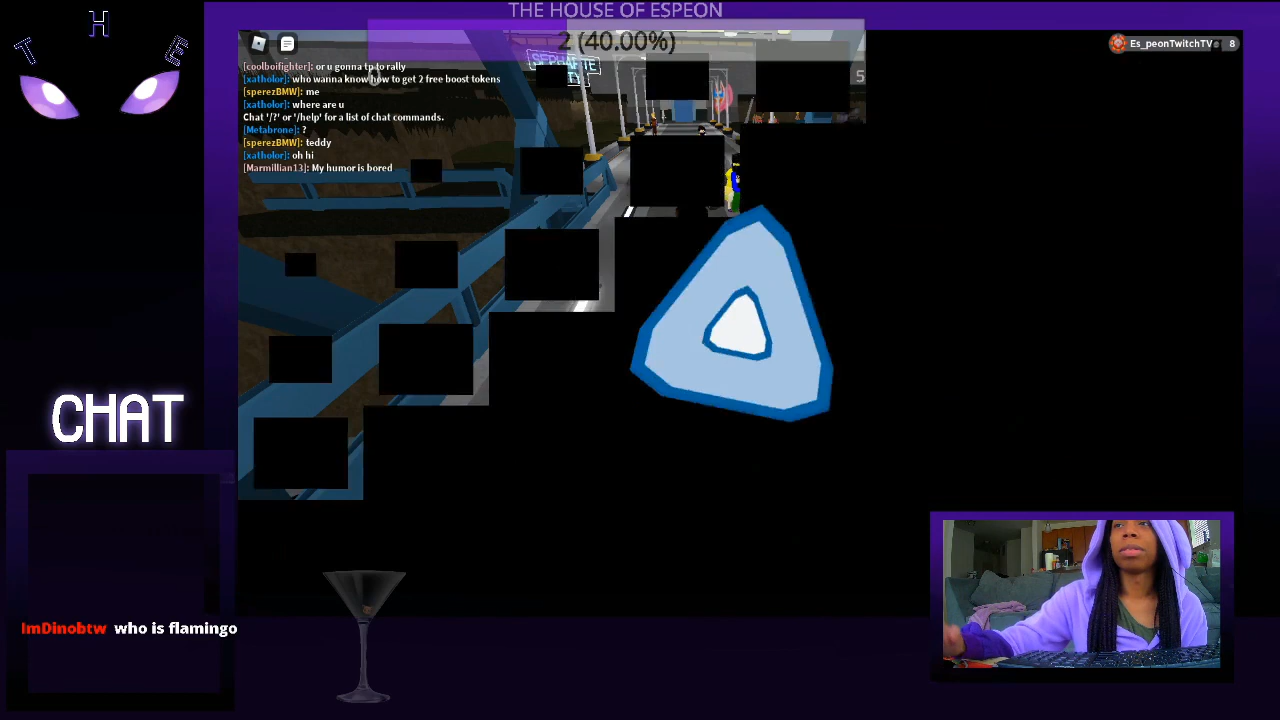 THE HOUSE OF ESPEON
2 (40.00%)
Es_peonTwitchTV 8
[coolboifighter]: or u gonna tp to rally
[xatholor]: who wanna know how to get 2 free boost tokens
[sperezBMW]: me
[xatholor]: where are u
Chat '/?' or '/help' for a list of chat commands.
[Metabrone]: ?
[sperezBMW]: teddy
[xatholor]: oh hi
[Marmillian13]: My humor is bored
5
T H E
CHAT
ImDinobtw who is flamingo